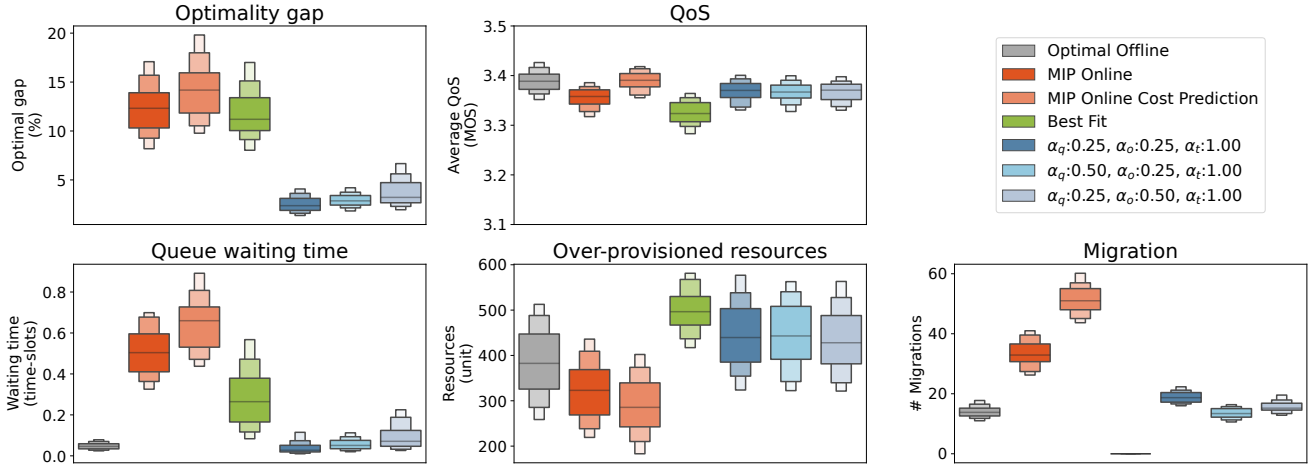 Optimality gap
Optimal gap
(%)
20
15
10
5
QoS
Average QoS
(MOS)
3.5
3.4
3.3
3.2
3.1
Optimal Offline
MIP Online
MIP Online Cost Prediction
Best Fit
α_q:0.25, α_o:0.25, α_t:1.00
α_q:0.50, α_o:0.25, α_t:1.00
α_q:0.25, α_o:0.50, α_t:1.00
Queue waiting time
Waiting time
(time-slots)
0.8
0.6
0.4
0.2
0.0
Over-provisioned resources
Resources
(unit)
600
500
400
300
200
Migration
# Migrations
60
40
20
0